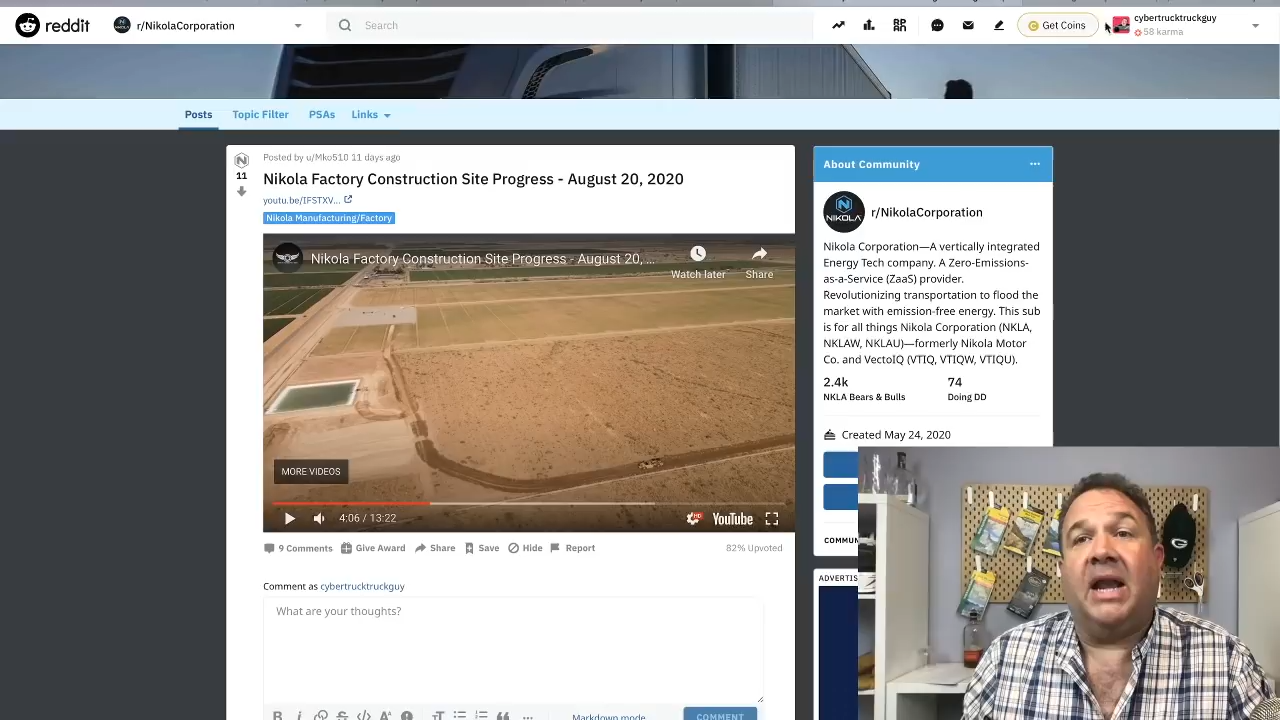 reddit
r/NikolaCorporation
Search
Get Coins
cybertrucktruckguy
58 karma
Posts
Topic Filter
PSAs
Links
Posted by u/Mko510 11 days ago
11
Nikola Factory Construction Site Progress - August 20, 2020
youtu.be/IFSTXV...
Nikola Manufacturing/Factory
Nikola Factory Construction Site Progress - August 20, ...
Watch later
Share
MORE VIDEOS
4:06 / 13:22
HD
YouTube
9 Comments
Give Award
Share
Save
Hide
Report
82% Upvoted
Comment as cybertrucktruckguy
What are your thoughts?
Markdown mode
COMMENT
About Community
NIKOLA
r/NikolaCorporation
Nikola Corporation—A vertically integrated
Energy Tech company. A Zero-Emissions-
as-a-Service (ZaaS) provider.
Revolutionizing transportation to flood the
market with emission-free energy. This sub
is for all things Nikola Corporation (NKLA,
NKLAW, NKLAU)—formerly Nikola Motor
Co. and VectoIQ (VTIQ, VTIQW, VTIQU).
2.4k
74
NKLA Bears & Bulls
Doing DD
Created May 24, 2020
COMMUN
ADVERTIS